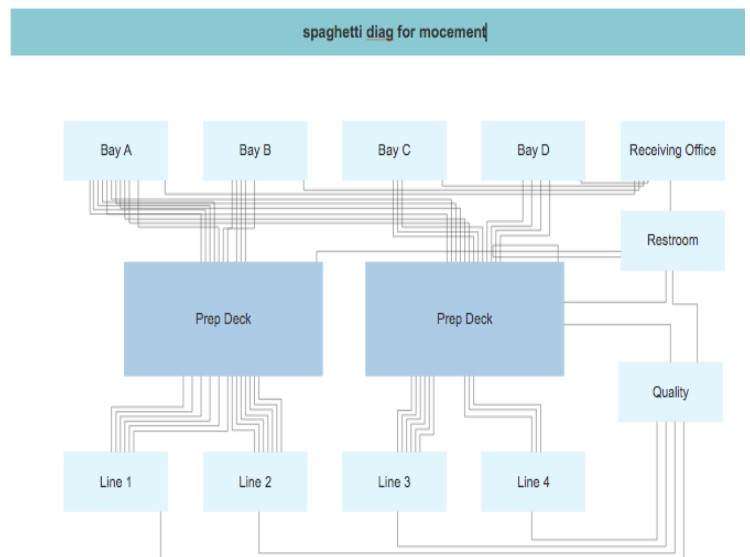 spaghetti diag for mocement
Bay A
Bay B
Bay C
Bay D
Receiving Office
Restroom
Prep Deck
Prep Deck
Quality
Line 1
Line 2
Line 3
Line 4